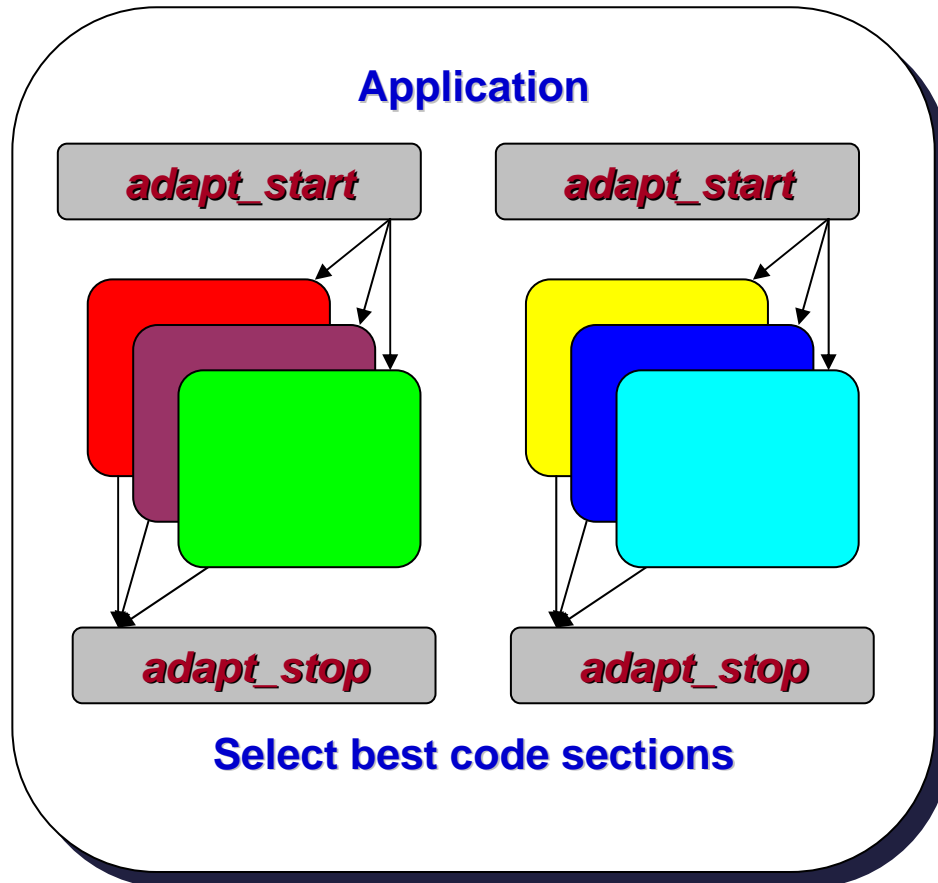 Application
adapt_start
adapt_start
adapt_stop
adapt_stop
Select best code sections